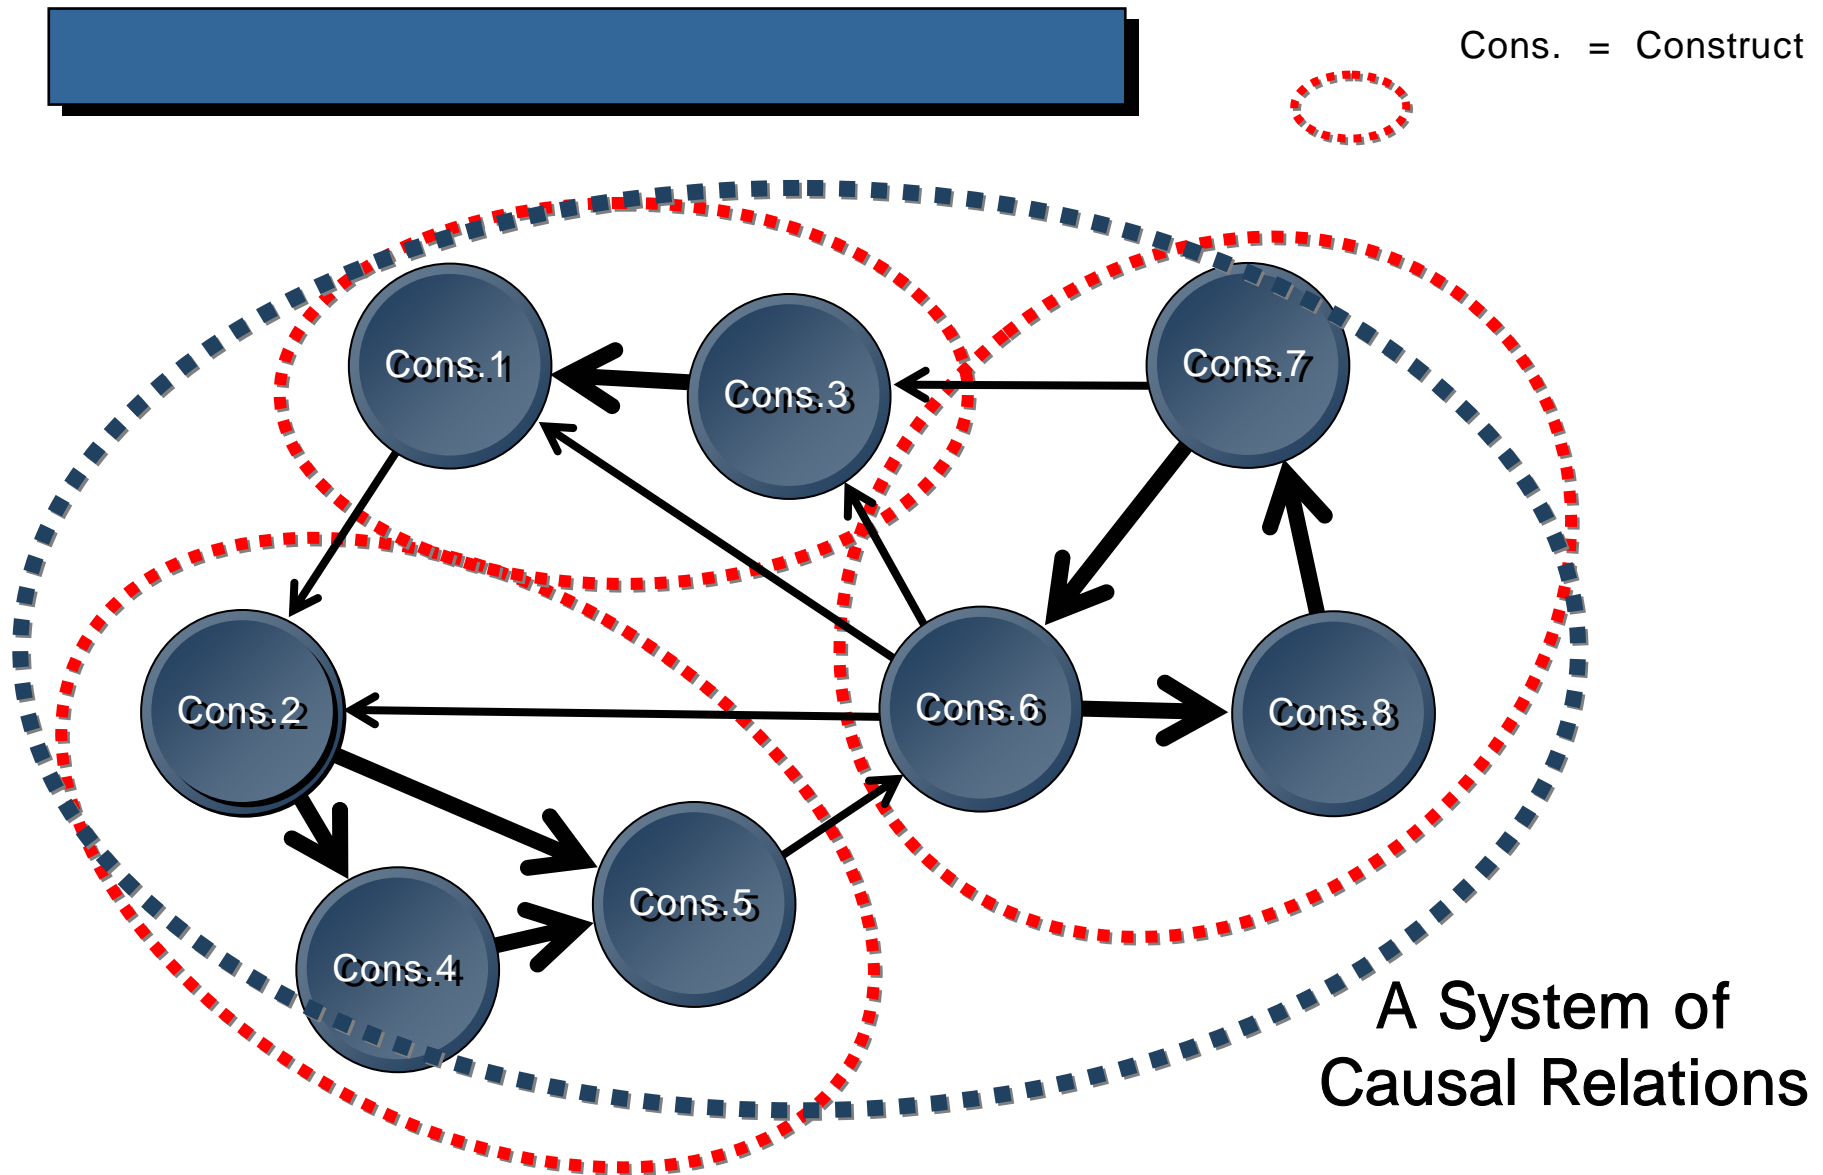 Cons. = Construct
Cons.1
Cons.3
Cons.7
Cons.2
Cons.6
Cons.8
Cons.5
Cons.4
A System of
Causal Relations